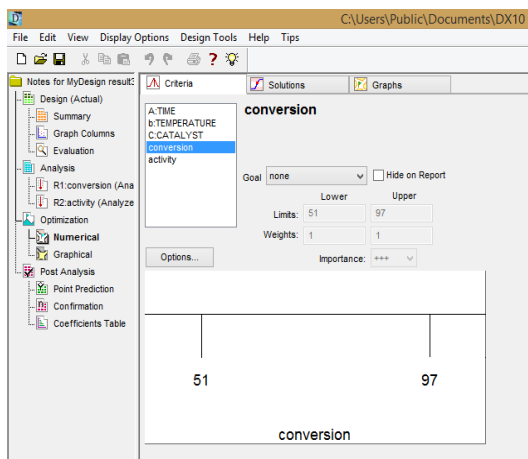 C:\Users\Public\Documents\DX10
File Edit View Display Options Design Tools Help Tips
Notes for MyDesign result3
Design (Actual)
Summary
Graph Columns
Evaluation
Analysis
R1:conversion (Ana
R2:activity (Analyze
Optimization
Numerical
Graphical
Post Analysis
Point Prediction
Confirmation
Coefficients Table
Criteria Solutions Graphs
A:TIME
b:TEMPERATURE
C:CATALYST
conversion
activity
Options...
conversion
Goal none Hide on Report
Lower Upper
Limits: 51 97
Weights: 1 1
Importance: +++
51 97
conversion